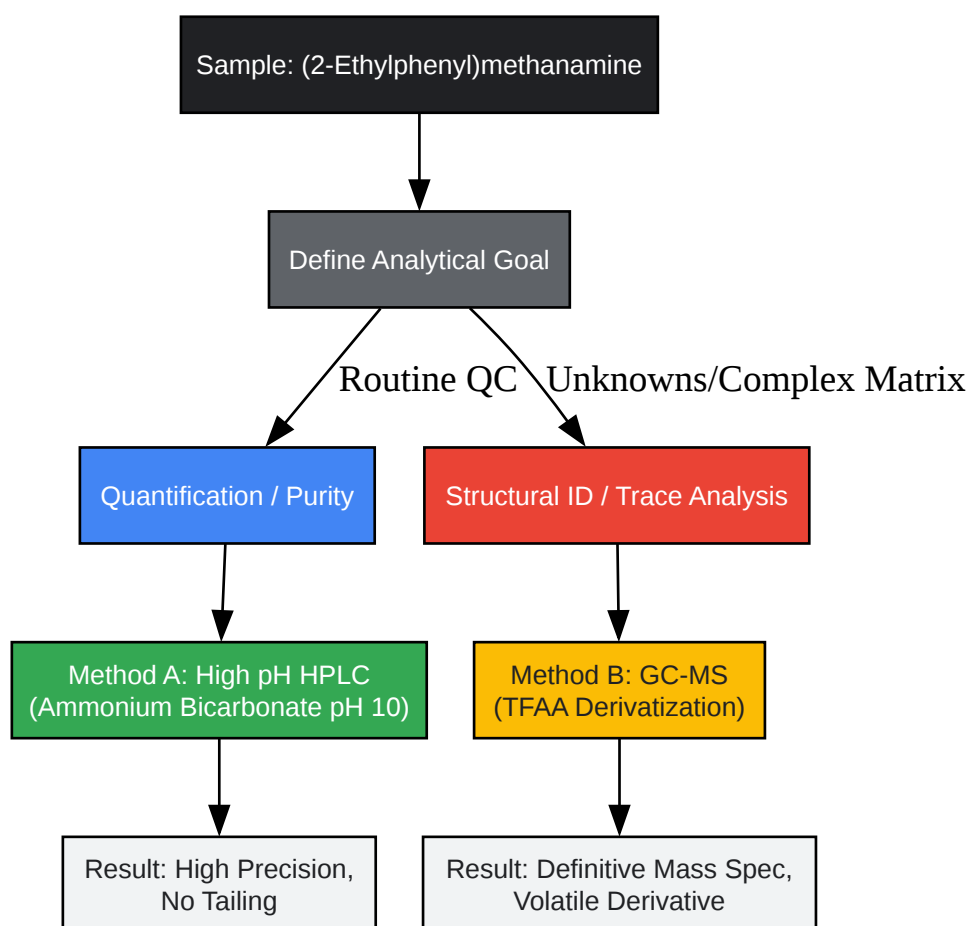 Sample: (2-Ethylphenyl)methanamine
Define Analytical Goal
Routine QC
Unknowns/Complex Matrix
Quantification / Purity
Structural ID / Trace Analysis
Method A: High pH HPLC
(Ammonium Bicarbonate pH 10)
Method B: GC-MS
(TFAA Derivatization)
Result: High Precision,
No Tailing
Result: Definitive Mass Spec,
Volatile Derivative